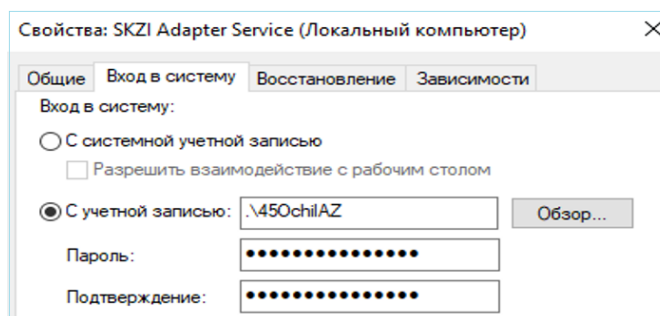 Свойства: SKZI Adapter Service (Локальный компьютер)
Общие Вход в систему Восстановление Зависимости
Вход в систему:
С системной учетной записью
Разрешить взаимодействие с рабочим столом
С учетной записью: .\45OchilAZ Обзор...
Пароль: •••••••••••••••
Подтверждение: •••••••••••••••